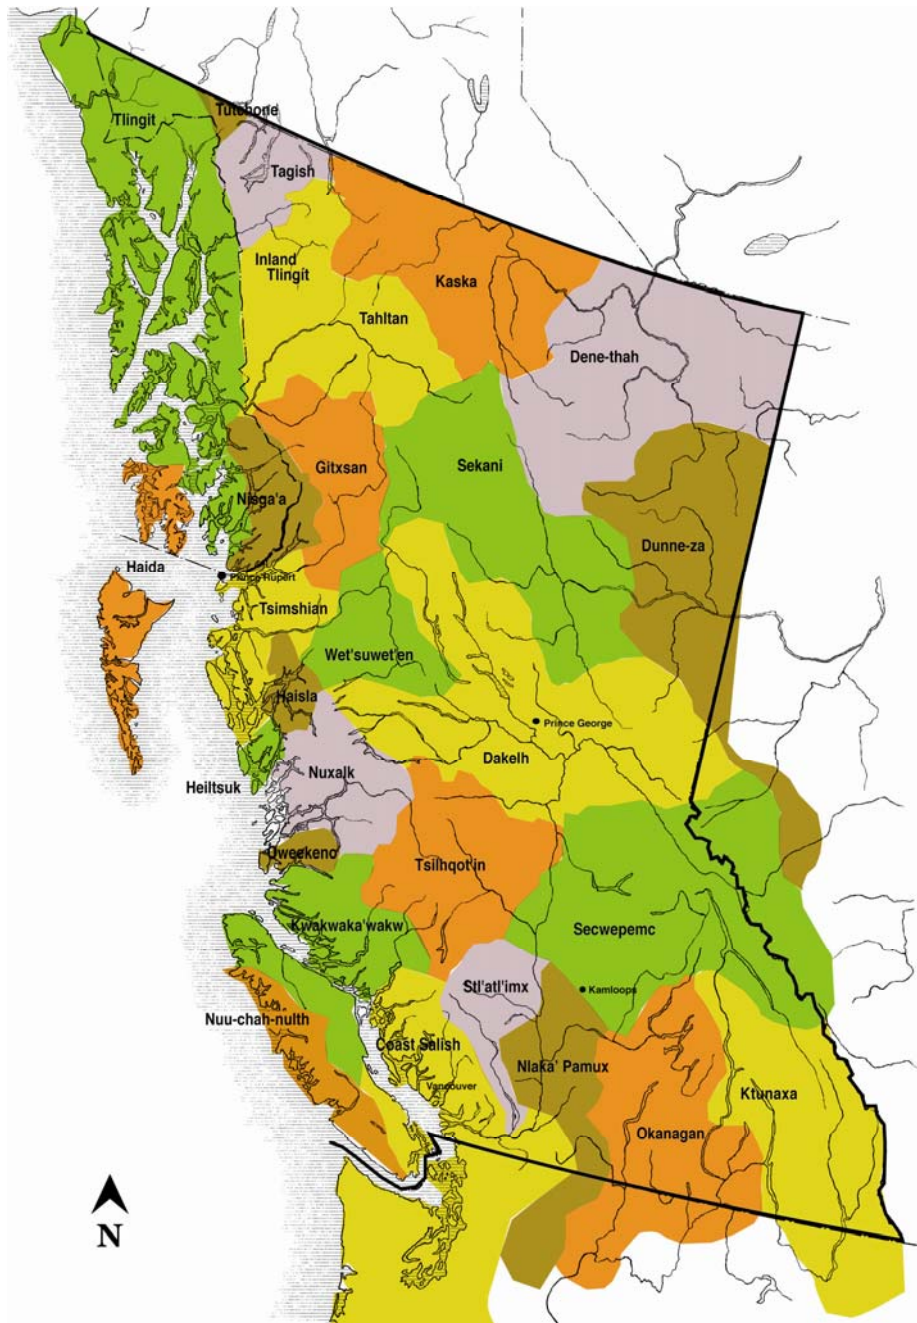 Tutchone
Tlingit
Tagish
Inland
Tlingít
Kaska
Tahltan
Dene-thah
Gitxsan
Sekani
Nisga'a
Dunne-za
Haida
Prince Rupert
Tsimshian
Wet'suwet'en
Haisla
Prince George
Dakelh
Nuxalk
Heiltsuk
Oweekeno
Tsilhqot'in
Kwakwaka'wakw
Secwepemc
Stl'atl'imx
Kamloops
Nuu-chah-nulth
Coast Salish
Nlaka' Pamux
Vancouver
Ktunaxa
Okanagan
N